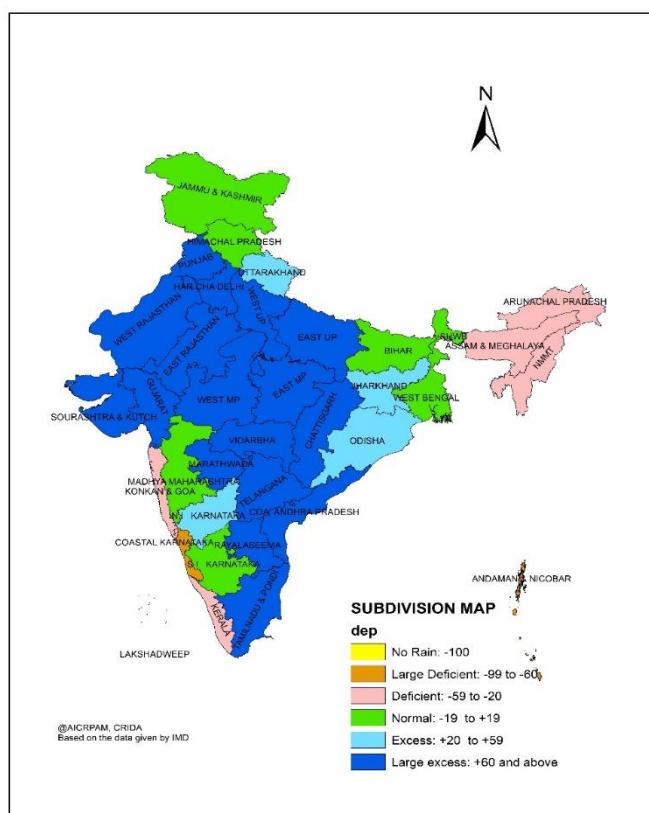 N
JAMMU & KASHMIR
HIMACHAL PRADESH
PUNJAB
UTTARAKHAND
HAR,CHA DELHI
WEST UP
ARUNACHAL PRADESH
WEST RAJASTHAN
EAST RAJASTHAN
EAST UP
SHWB
ASSAM & MEGHALAYA
BIHAR
NMMT
JHARKHAND
GUJARAT
WEST MP
EAST MP
WEST BENGAL
SOURASHTRA & KUTCH
CHATTISGARH
VIDARBHA
ODISHA
MARATHWADA
MADHYA MAHARASHTRA
KONKAN & GOA
TELANGANA
N.I. KARNATAKA
COA. ANDHRA PRADESH
COASTAL KARNATAKA
RAYALASEEMA
S.I. KARNATAKA
ANDAMAN & NICOBAR
KERALA
TAMILNADU & PONDI
LAKSHADWEEP
SUBDIVISION MAP
dep
No Rain: -100
Large Deficient: -99 to -60
Deficient: -59 to -20
Normal: -19 to +19
Excess: +20 to +59
Large excess: +60 and above
@AICRPAM, CRIDA
Based on the data given by IMD